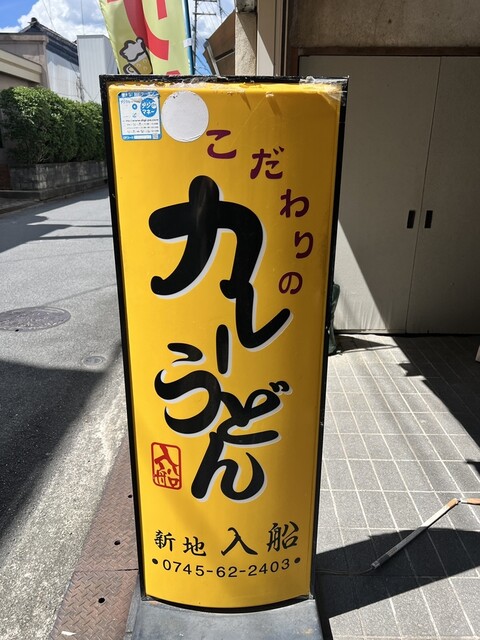 こだわりの
カレーうどん
入船
新地 入船
•0745-62-2403•